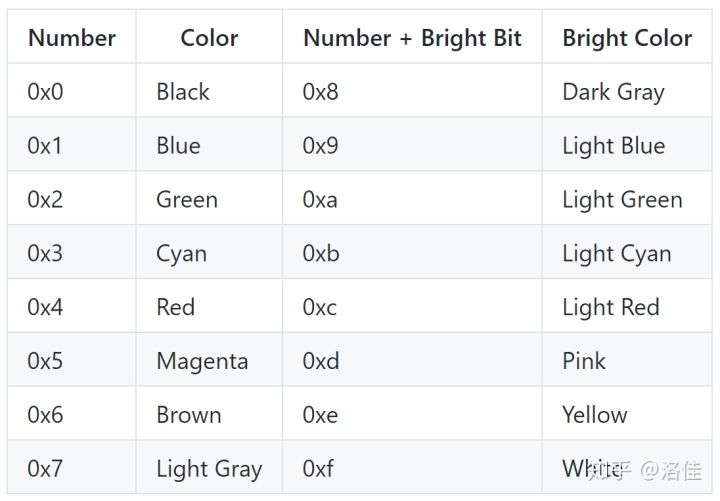 Number Color Number + Bright Bit Bright Color
0x0 Black 0x8 Dark Gray
0x1 Blue 0x9 Light Blue
0x2 Green 0xa Light Green
0x3 Cyan 0xb Light Cyan
0x4 Red 0xc Light Red
0x5 Magenta 0xd Pink
0x6 Brown 0xe Yellow
0x7 Light Gray 0xf White
知乎 @洛佳